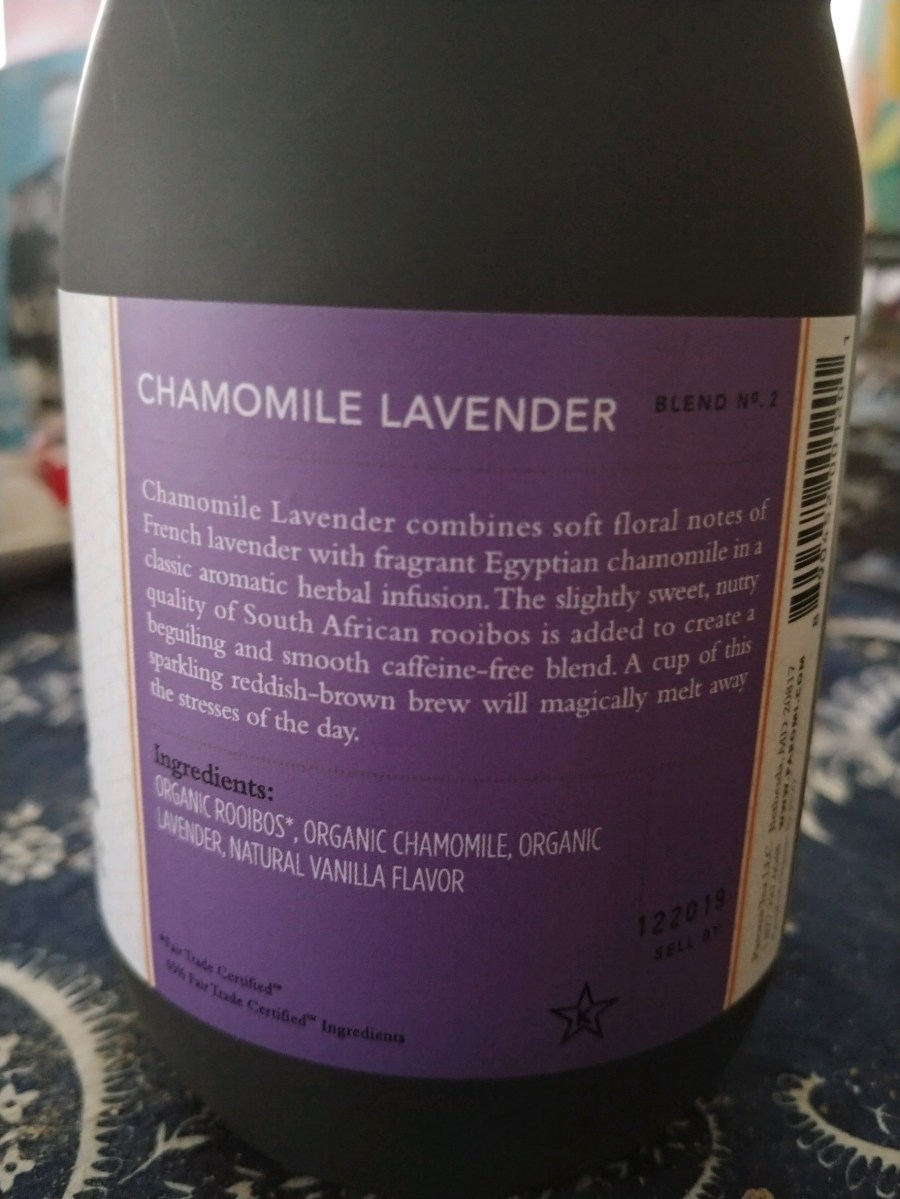 CHAMOMILE LAVENDER
BLEND Nº. 2
Chamomile Lavender combines soft floral notes of
French lavender with fragrant Egyptian chamomile in a
classic aromatic herbal infusion. The slightly sweet, nutty
quality of South African rooibos is added to create a
beguiling and smooth caffeine-free blend. A cup of this
sparkling reddish-brown brew will magically melt away
the stresses of the day.
Ingredients:
ORGANIC ROOIBOS*, ORGANIC CHAMOMILE, ORGANIC
LAVENDER, NATURAL VANILLA FLAVOR
122019
SELL BY
*Fair Trade Certified™
Fair Trade Certified™ Ingredients
K
Bethesda, MD 20817